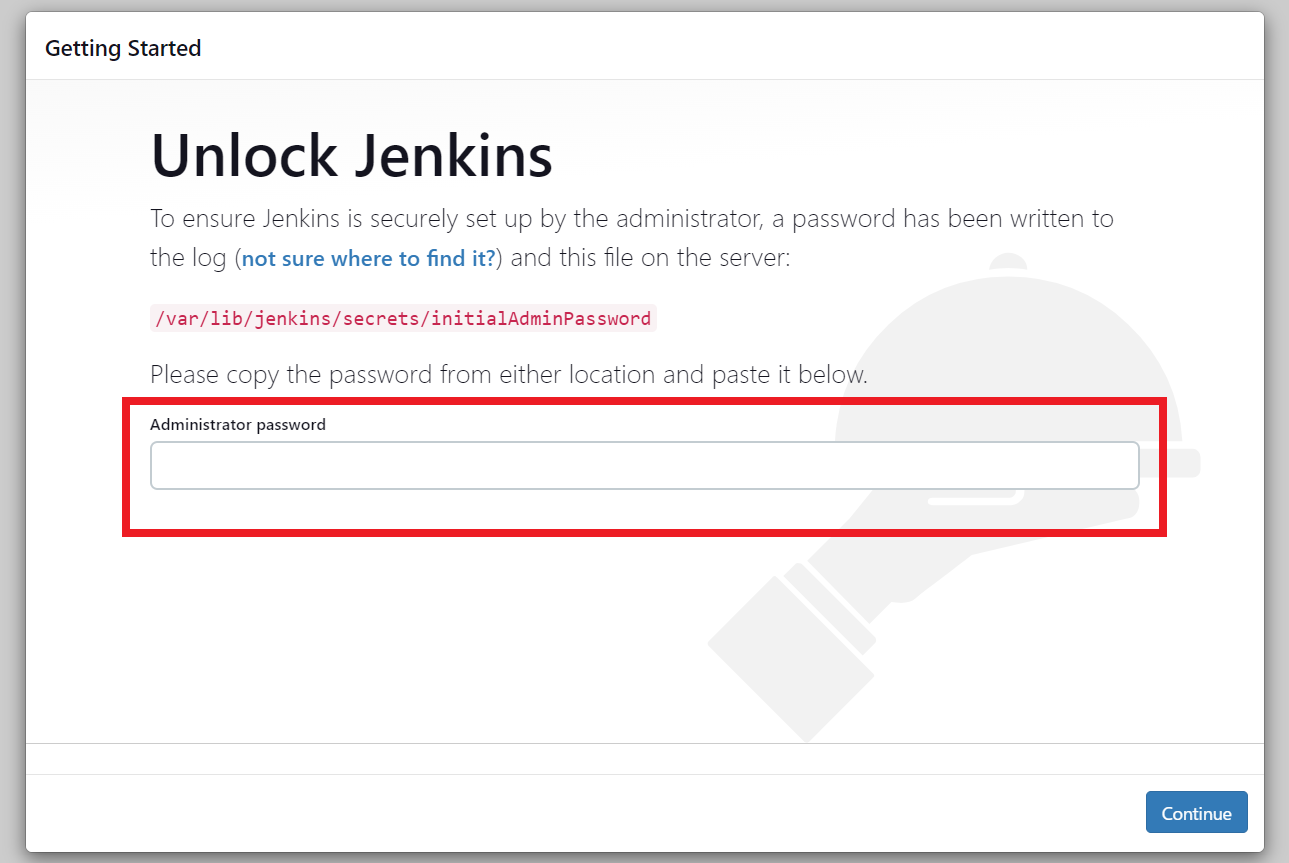 Getting Started
Unlock Jenkins
To ensure Jenkins is securely set up by the administrator, a password has been written to
the log (not sure where to find it?) and this file on the server:
/var/lib/jenkins/secrets/initialAdminPassword
Please copy the password from either location and paste it below.
Administrator password
Continue